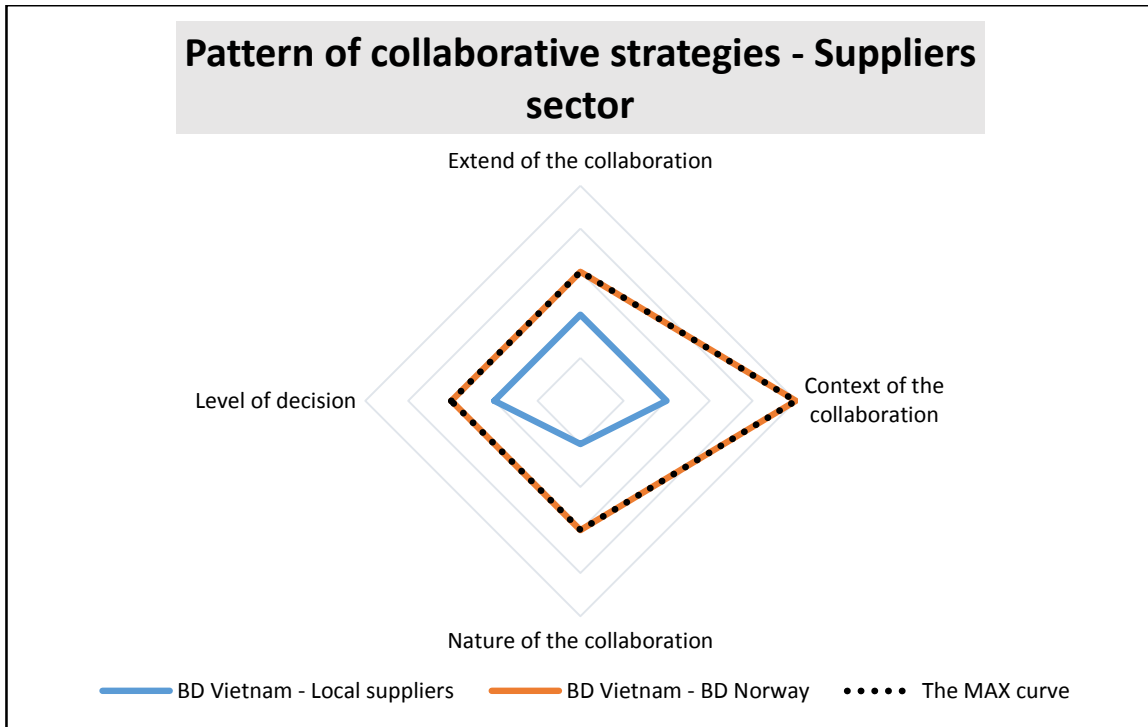 Pattern of collaborative strategies - Suppliers
sector
Extend of the collaboration
Level of decision
Context of the
collaboration
Nature of the collaboration
BD Vietnam - Local suppliers
BD Vietnam - BD Norway
The MAX curve